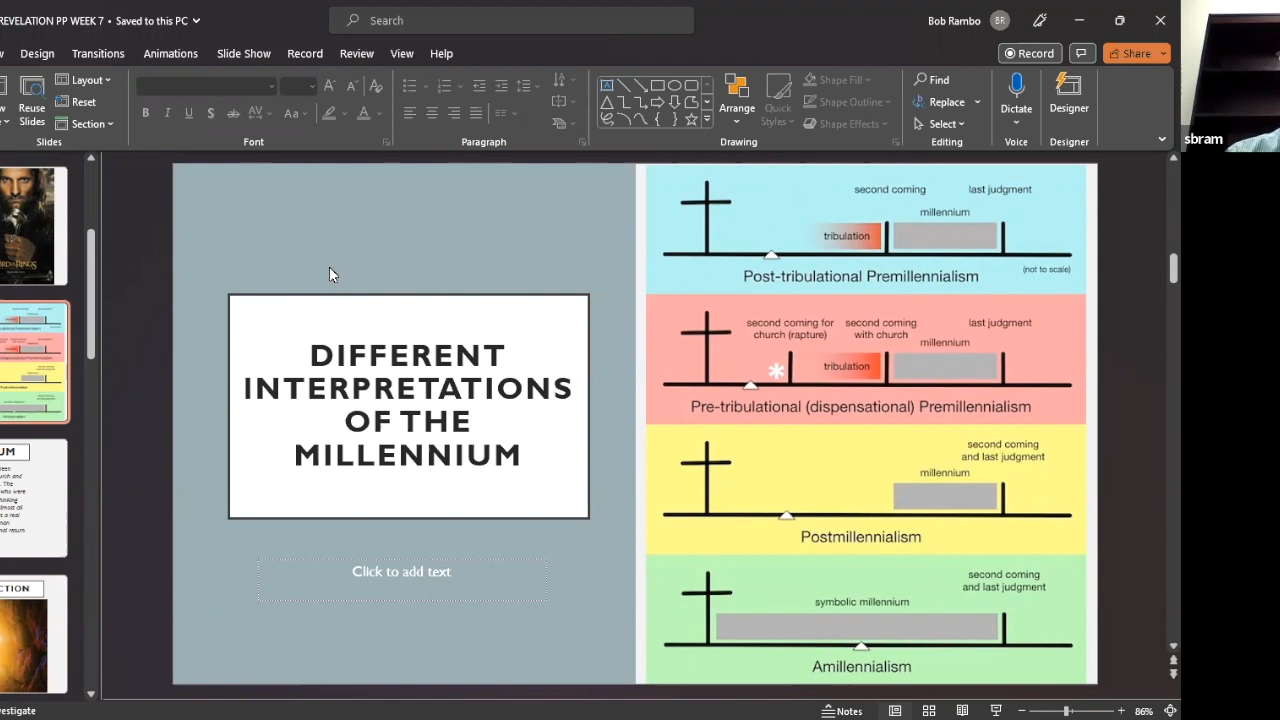 REVELATION PP WEEK 7 • Saved to this PC
Search
Bob Rambo
BR
Design
Transitions
Animations
Slide Show
Record
Review
View
Help
Record
Share
Reuse
Slides
Layout
Reset
Section
Slides
B I U S ab AV Aa A
Font
Paragraph
Arrange
Quick
Styles
Shape Fill
Shape Outline
Shape Effects
Drawing
Find
Replace
Select
Editing
Dictate
Voice
Designer
Designer
sbram
DIFFERENT
INTERPRETATIONS
OF THE
MILLENNIUM
Click to add text
second coming
last judgment
millennium
tribulation
(not to scale)
Post-tribulational Premillennialism
second coming for
church (rapture)
second coming
with church
last judgment
millennium
tribulation
Pre-tribulational (dispensational) Premillennialism
second coming
and last judgment
millennium
Postmillennialism
second coming
and last judgment
symbolic millennium
Amillennialism
UM
CTION
Notes
86%